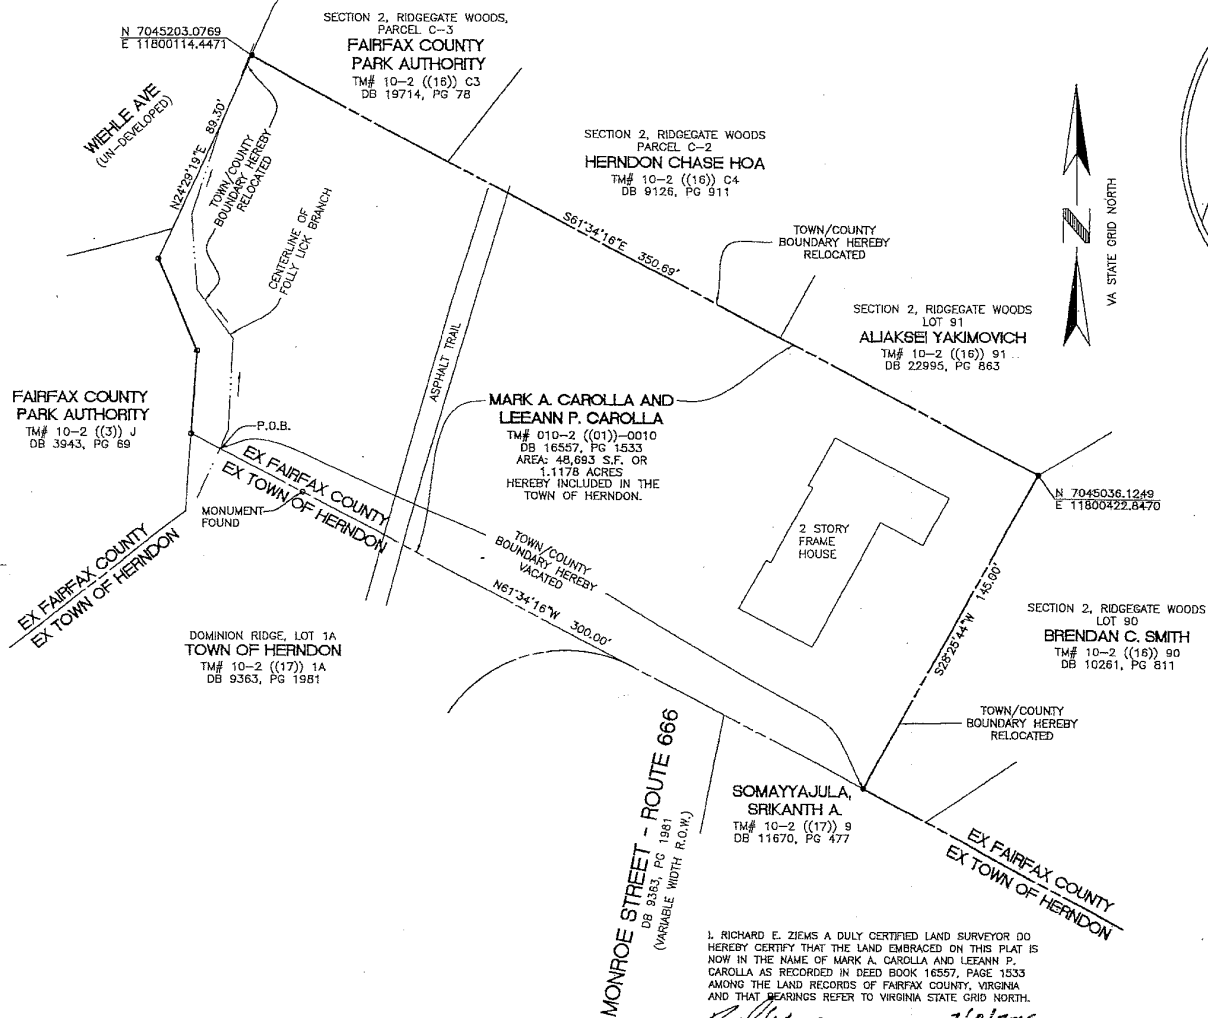 N 7045203.0769
E 11800114.4471
SECTION 2, RIDGEGATE WOODS,
PARCEL C-3
FAIRFAX COUNTY
PARK AUTHORITY
TM# 10-2 ((16)) C3
DB 19714, PG 78
WIEHLE AVE
(UN-DEVELOPED)
N24°29'19"E 89.30'
TOWN/COUNTY
BOUNDARY HEREBY
RELOCATED
CENTERLINE OF
FOLLY LICK BRANCH
SECTION 2, RIDGEGATE WOODS
PARCEL C-2
HERNDON CHASE HOA
TM# 10-2 ((16)) C4
DB 9126, PG 911
S61°34'16"E 350.69'
TOWN/COUNTY
BOUNDARY HEREBY
RELOCATED
N
VA STATE GRID NORTH
SECTION 2, RIDGEGATE WOODS
LOT 91
ALIAKSEI YAKIMOVICH
TM# 10-2 ((16)) 91
DB 22995, PG 863
ASPHALT TRAIL
FAIRFAX COUNTY
PARK AUTHORITY
TM# 10-2 ((3)) J
DB 3943, PG 69
P.O.B.
MARK A. CAROLLA AND
LEEANN P. CAROLLA
TM# 010-2 ((01))-0010
DB 16557, PG 1533
AREA: 48,693 S.F. OR
1.1178 ACRES
HEREBY INCLUDED IN THE
TOWN OF HERNDON.
EX FAIRFAX COUNTY
EX TOWN OF HERNDON
MONUMENT
FOUND
N 7045036.1249
E 11800422.8470
2 STORY
FRAME
HOUSE
TOWN/COUNTY
BOUNDARY HEREBY
VACATED
N61°34'16"W 300.00'
S28°25'44"W 145.00'
EX FAIRFAX COUNTY
EX TOWN OF HERNDON
DOMINION RIDGE, LOT 1A
TOWN OF HERNDON
TM# 10-2 ((17)) 1A
DB 9363, PG 1981
SECTION 2, RIDGEGATE WOODS
LOT 90
BRENDAN C. SMITH
TM# 10-2 ((16)) 90
DB 10261, PG 811
TOWN/COUNTY
BOUNDARY HEREBY
RELOCATED
MONROE STREET - ROUTE 666
DB 9363, PG 1981
(VARIABLE WIDTH R.O.W.)
SOMAYYAJULA,
SRIKANTH A.
TM# 10-2 ((17)) 9
DB 11670, PG 477
EX FAIRFAX COUNTY
EX TOWN OF HERNDON
I, RICHARD E. ZIEMS A DULY CERTIFIED LAND SURVEYOR DO
HEREBY CERTIFY THAT THE LAND EMBRACED ON THIS PLAT IS
NOW IN THE NAME OF MARK A. CAROLLA AND LEEANN P.
CAROLLA AS RECORDED IN DEED BOOK 16557, PAGE 1533
AMONG THE LAND RECORDS OF FAIRFAX COUNTY, VIRGINIA
AND THAT BEARINGS REFER TO VIRGINIA STATE GRID NORTH.